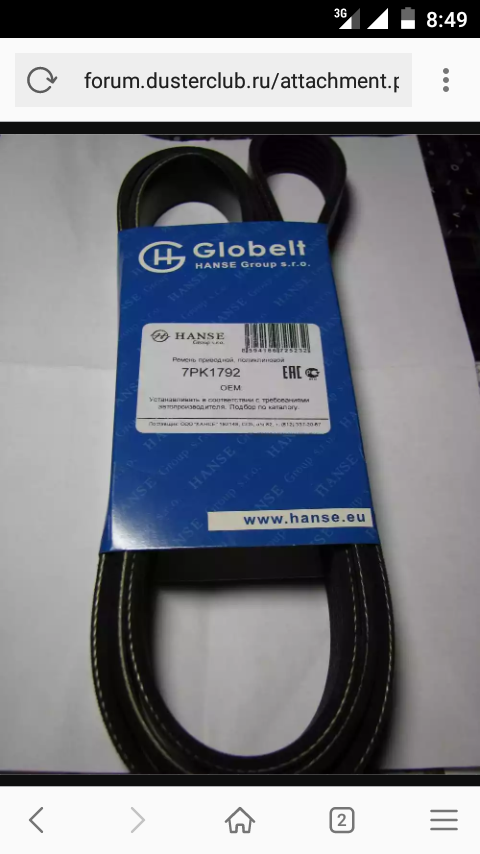 3G
8:49
forum.dusterclub.ru/attachment.p
Globelt
HANSE Group s.r.o.
HANSE
Group s.r.o.
Ремень приводной, поликлиновой
7PK1792
EAC
OEM:
Устанавливать в соответствии с требованиями
автопроизводителя. Подбор по каталогу.
www.hanse.eu
2